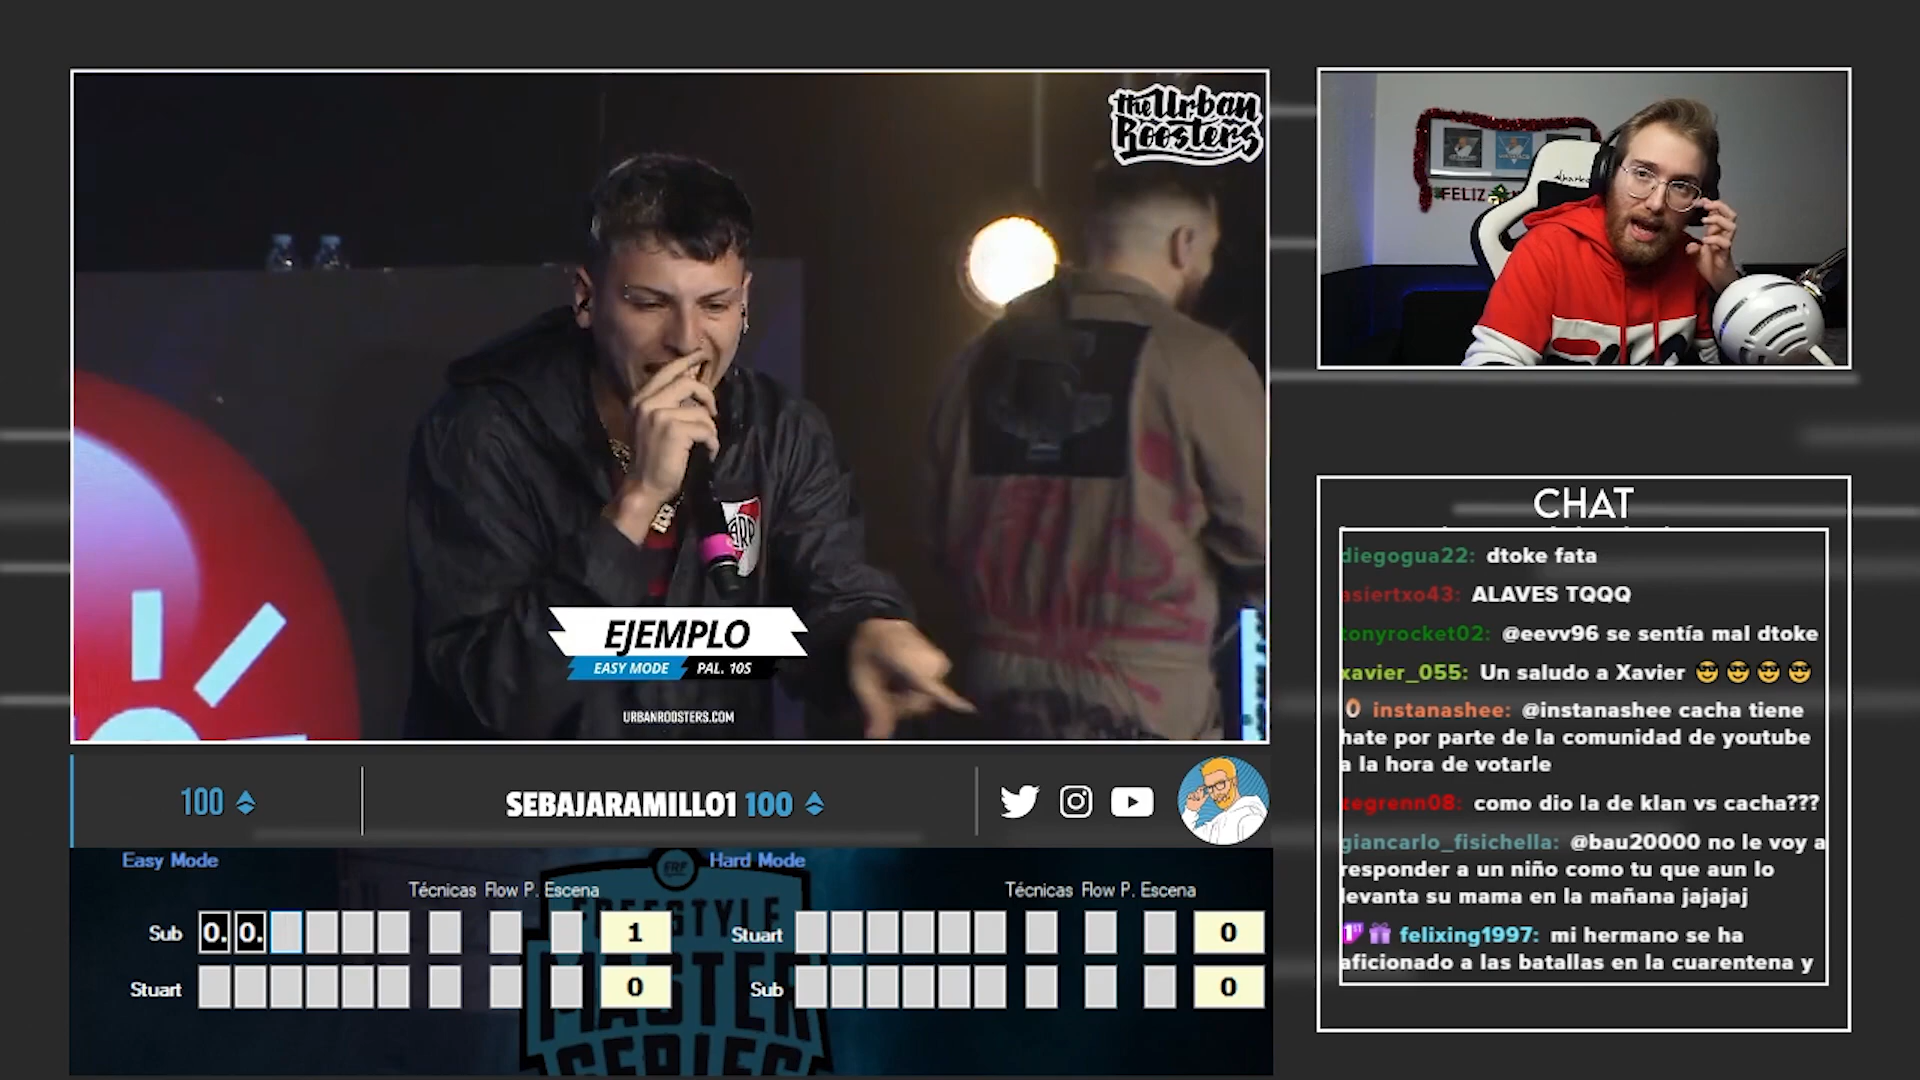 the Urban
Roosters
FELIZ
EJEMPLO
EASY MODE PAL. 10S
URBANROOSTERS.COM
100
SEBAJARAMILLO1 100
CHAT
diegogua22: dtoke fata
asiertxo43: ALAVES TQQQ
tonyrocket02: @eevv96 se sentía mal dtoke
xavier_055: Un saludo a Xavier 😎 😎 😎 😎
instanashee: @instanashee cacha tiene
hate por parte de la comunidad de youtube
a la hora de votarle
zegrenn08: como dio la de klan vs cacha???
giancarlo_fisichella: @bau20000 no le voy a
responder a un niño como tu que aun lo
levanta su mama en la mañana jajajaj
felixing1997: mi hermano se ha
aficionado a las batallas en la cuarentena y
Easy Mode
Técnicas Flow P. Escena
Sub 0. 0. 1
Stuart 0
Hard Mode
Técnicas Flow P. Escena
Stuart 0
Sub 0
FREESTYLE
MASTER
SERIES